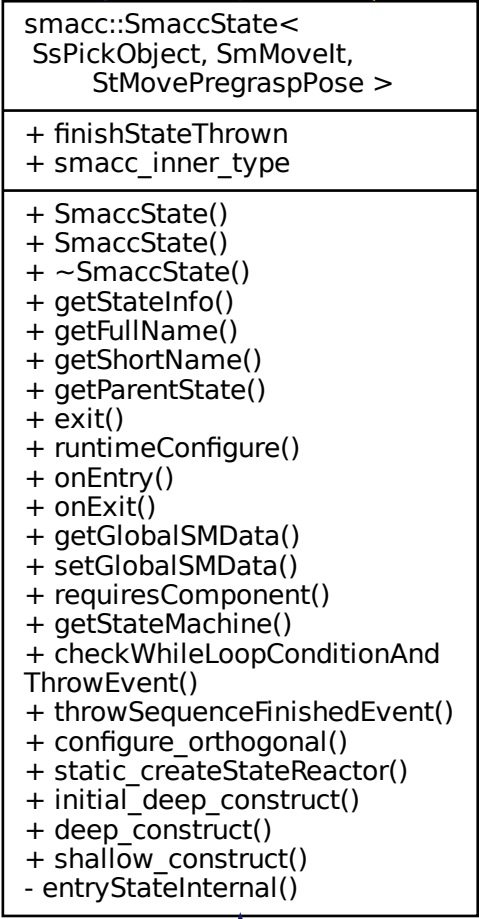 smacc::SmaccState<
SsPickObject, SmMoveIt,
StMovePregraspPose >
+ finishStateThrown
+ smacc_inner_type
+ SmaccState()
+ SmaccState()
+ ~SmaccState()
+ getStateInfo()
+ getFullName()
+ getShortName()
+ getParentState()
+ exit()
+ runtimeConfigure()
+ onEntry()
+ onExit()
+ getGlobalSMData()
+ setGlobalSMData()
+ requiresComponent()
+ getStateMachine()
+ checkWhileLoopConditionAnd
ThrowEvent()
+ throwSequenceFinishedEvent()
+ configure_orthogonal()
+ static_createStateReactor()
+ initial_deep_construct()
+ deep_construct()
+ shallow_construct()
- entryStateInternal()